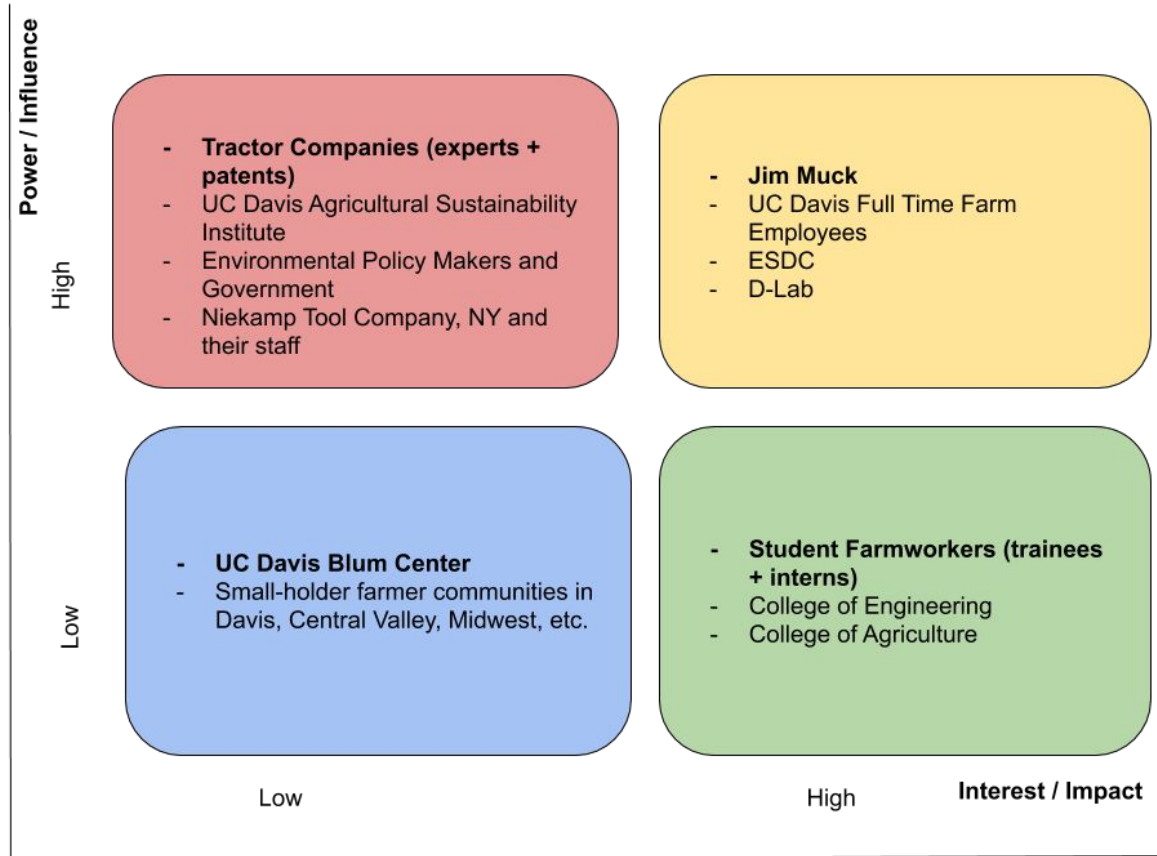 Power / Influence
High
Low
- Tractor Companies (experts +
patents)
- UC Davis Agricultural Sustainability
Institute
- Environmental Policy Makers and
Government
- Niekamp Tool Company, NY and
their staff
- Jim Muck
- UC Davis Full Time Farm
Employees
- ESDC
- D-Lab
- UC Davis Blum Center
- Small-holder farmer communities in
Davis, Central Valley, Midwest, etc.
- Student Farmworkers (trainees
+ interns)
- College of Engineering
- College of Agriculture
Low
High
Interest / Impact